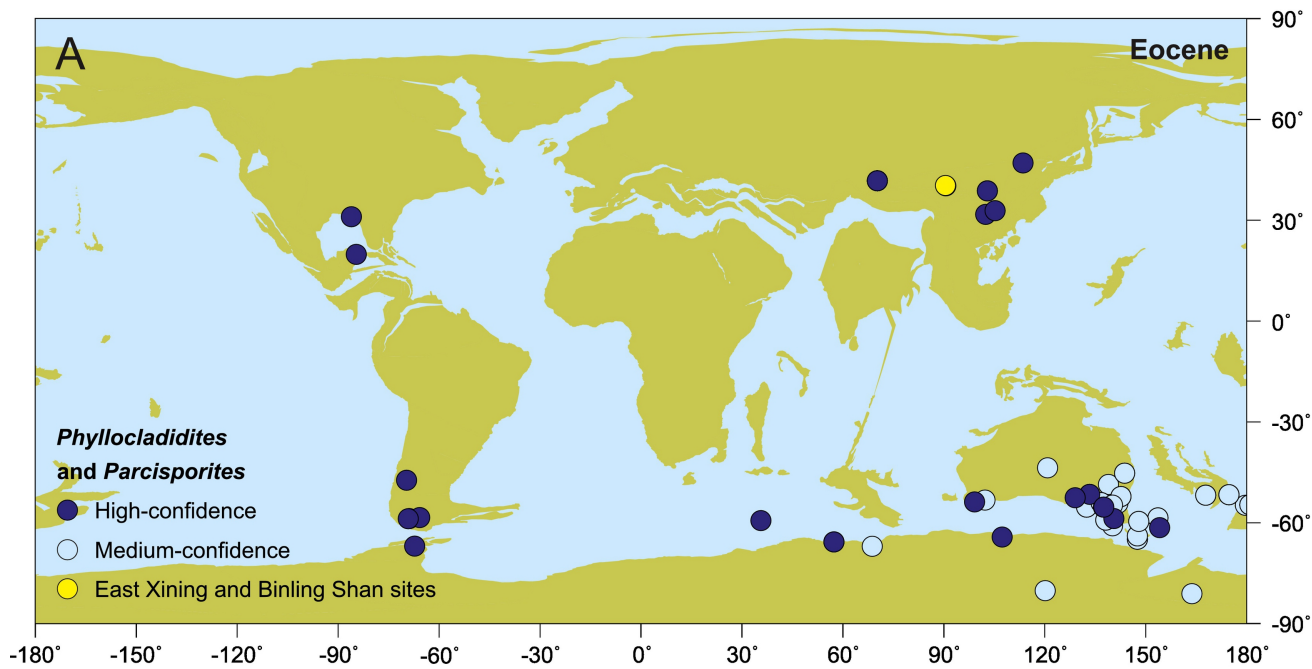 A
Eocene
90°
60°
30°
0°
-30°
-60°
-90°
Phyllocladidites
and Parcisporites
High-confidence
Medium-confidence
East Xining and Binling Shan sites
-180° -150° -120° -90° -60° -30° 0° 30° 60° 90° 120° 150° 180°